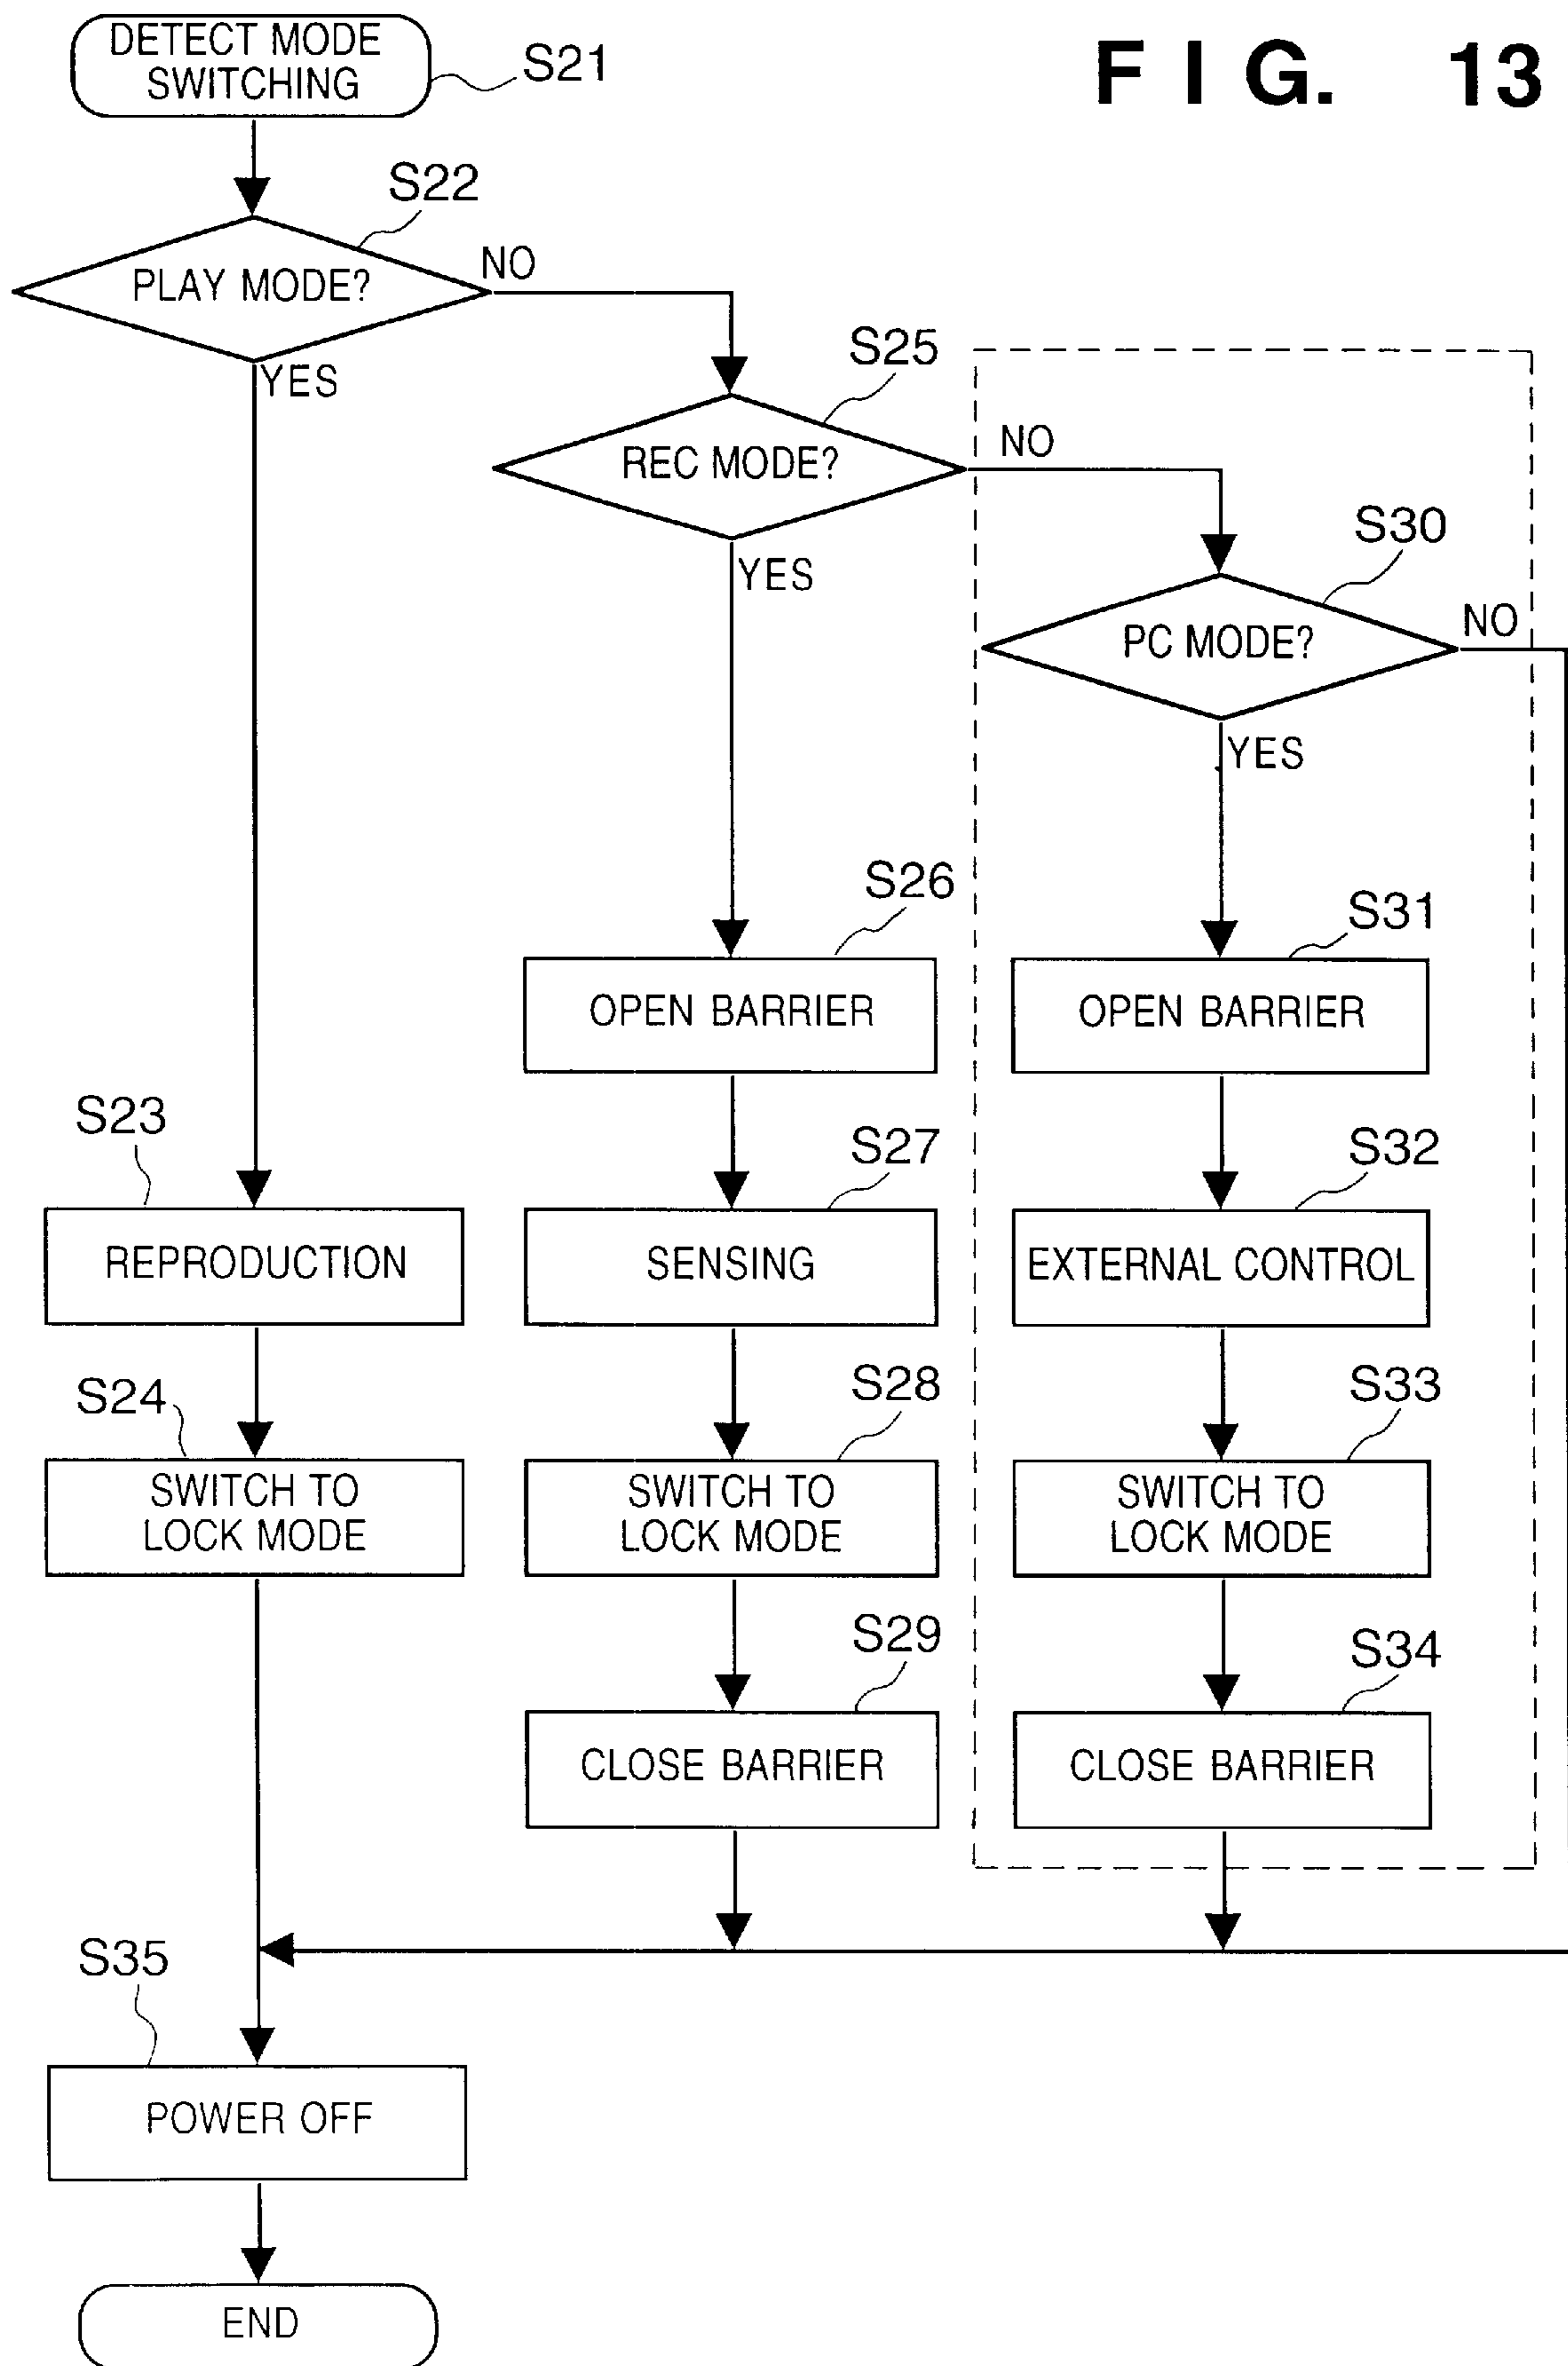 FIG. 13
DETECT MODE
SWITCHING
S21
S22
PLAY MODE?
NO
YES
S25
REC MODE?
NO
YES
S30
PC MODE?
NO
YES
S26
OPEN BARRIER
S31
OPEN BARRIER
S23
REPRODUCTION
S27
SENSING
S32
EXTERNAL CONTROL
S24
SWITCH TO
LOCK MODE
S28
SWITCH TO
LOCK MODE
S33
SWITCH TO
LOCK MODE
S29
CLOSE BARRIER
S34
CLOSE BARRIER
S35
POWER OFF
END